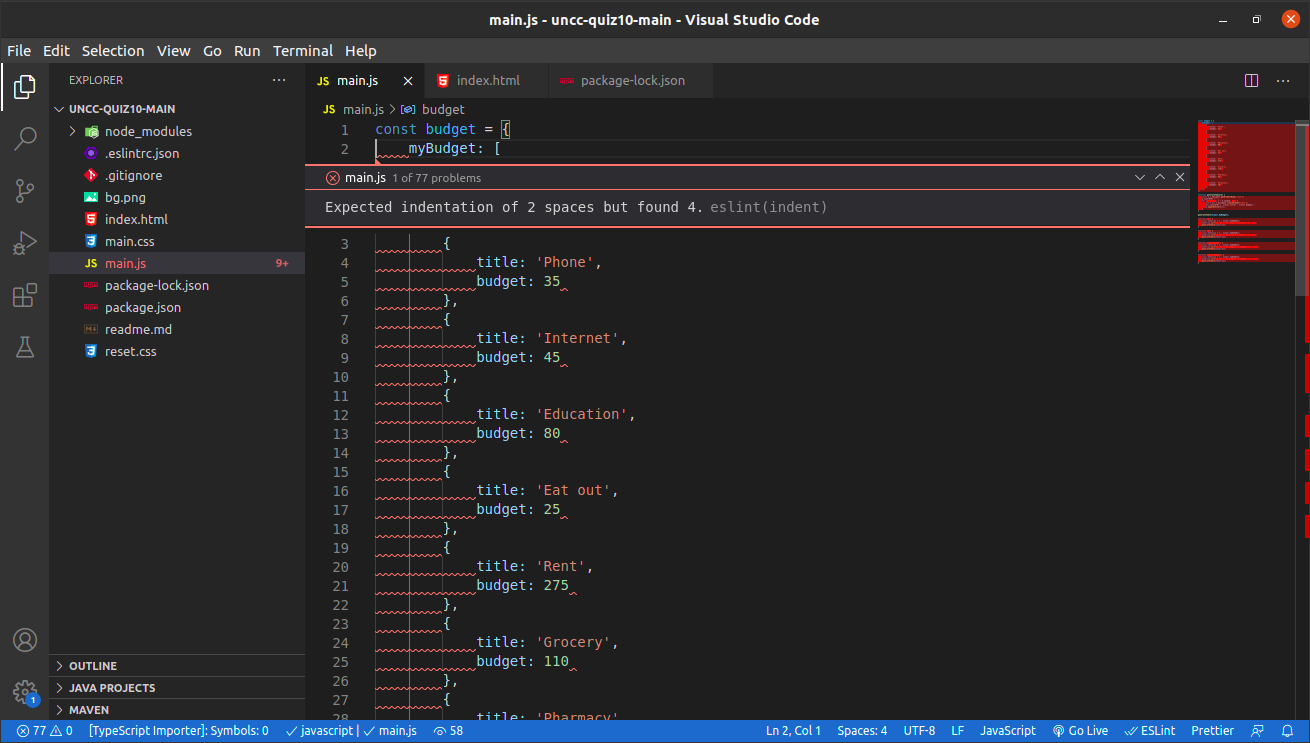 main.js - uncc-quiz10-main - Visual Studio Code
File Edit Selection View Go Run Terminal Help
EXPLORER
UNCC-QUIZ10-MAIN
node_modules
.eslintrc.json
.gitignore
bg.png
index.html
main.css
JS main.js 9+
package-lock.json
package.json
readme.md
reset.css
OUTLINE
JAVA PROJECTS
MAVEN
1
JS main.js index.html package-lock.json
JS main.js > budget
1 const budget = {
2 myBudget: [
main.js 1 of 77 problems
Expected indentation of 2 spaces but found 4. eslint(indent)
3 {
4 title: 'Phone',
5 budget: 35
6 },
7 {
8 title: 'Internet',
9 budget: 45
10 },
11 {
12 title: 'Education',
13 budget: 80
14 },
15 {
16 title: 'Eat out',
17 budget: 25
18 },
19 {
20 title: 'Rent',
21 budget: 275
22 },
23 {
24 title: 'Grocery',
25 budget: 110
26 },
27 {
28 title: 'Pharmacy'
77 0 [TypeScript Importer]: Symbols: 0 javascript | main.js 58 Ln 2, Col 1 Spaces: 4 UTF-8 LF JavaScript Go Live ESLint Prettier